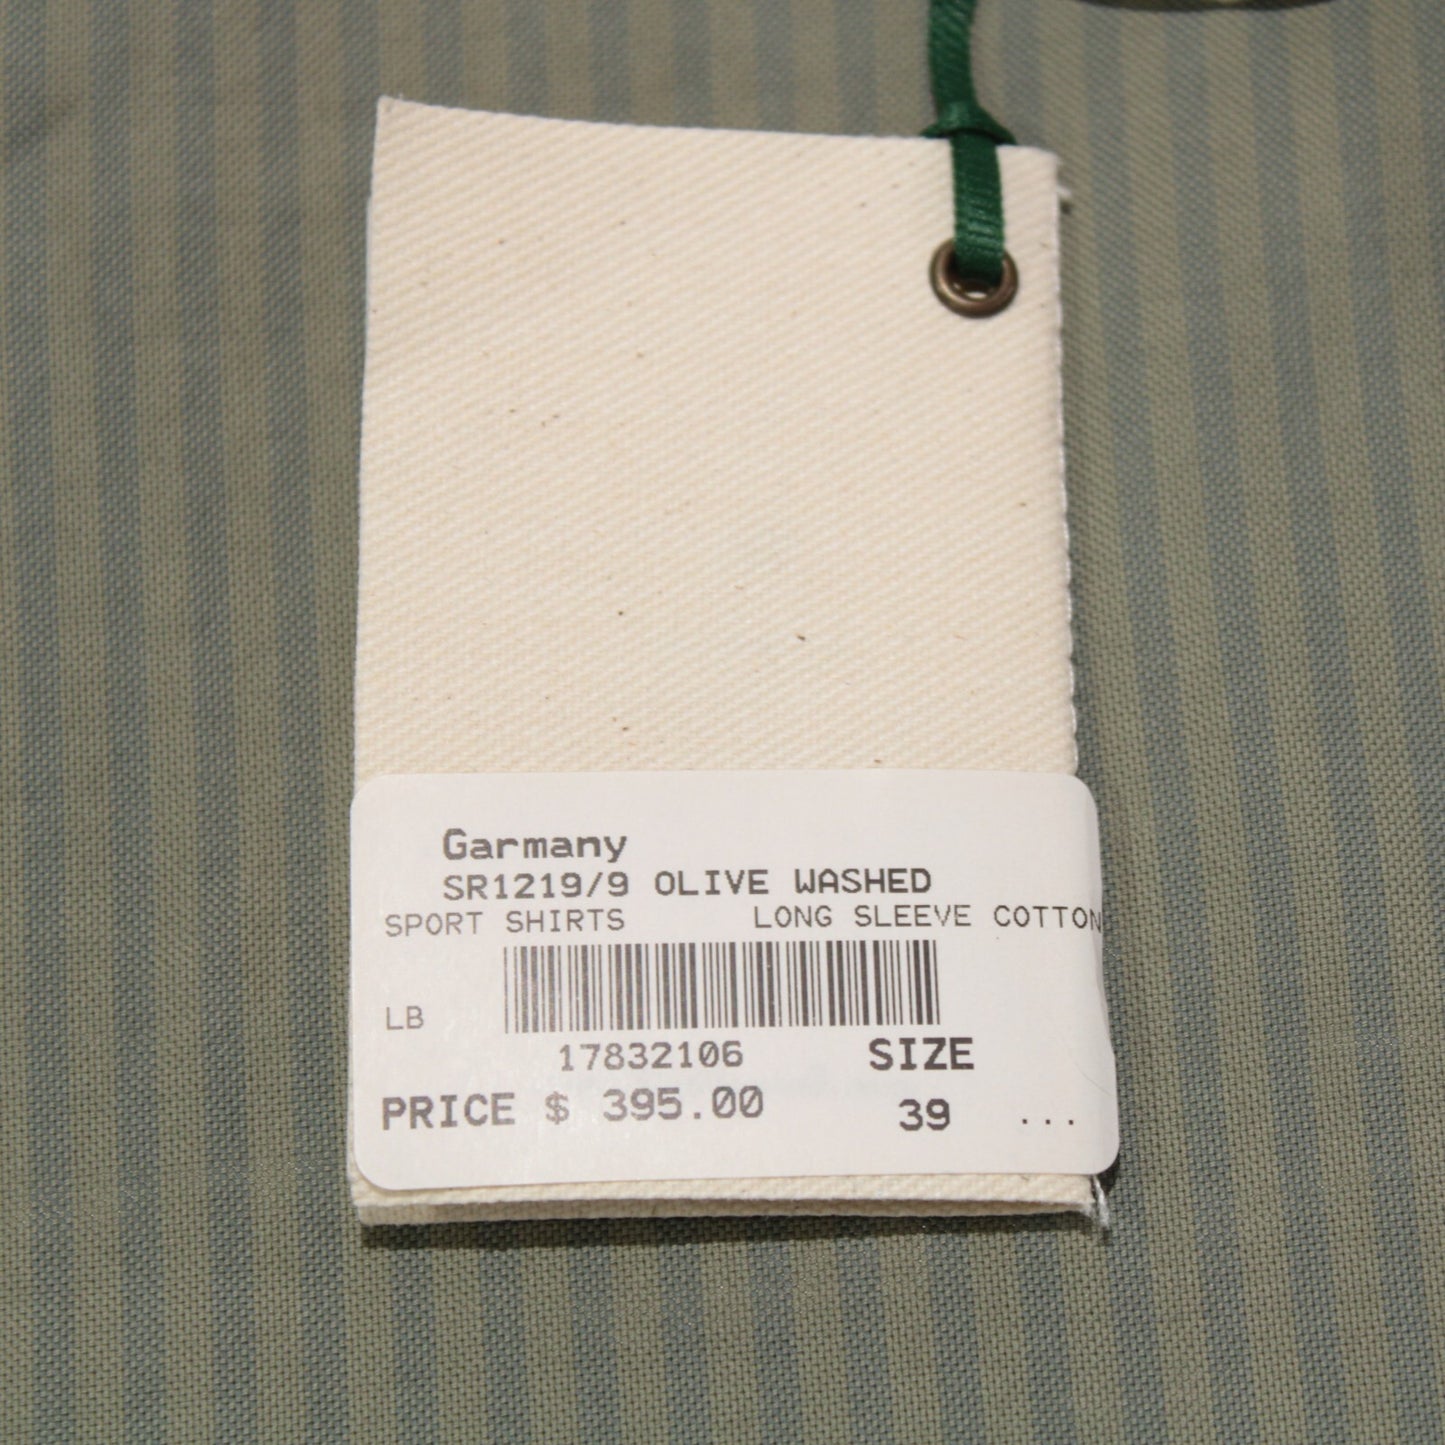 Garmany
SR1219/9 OLIVE WASHED
SPORT SHIRTS LONG SLEEVE COTTON
LB
17832106 SIZE
PRICE $ 395.00 39 ...